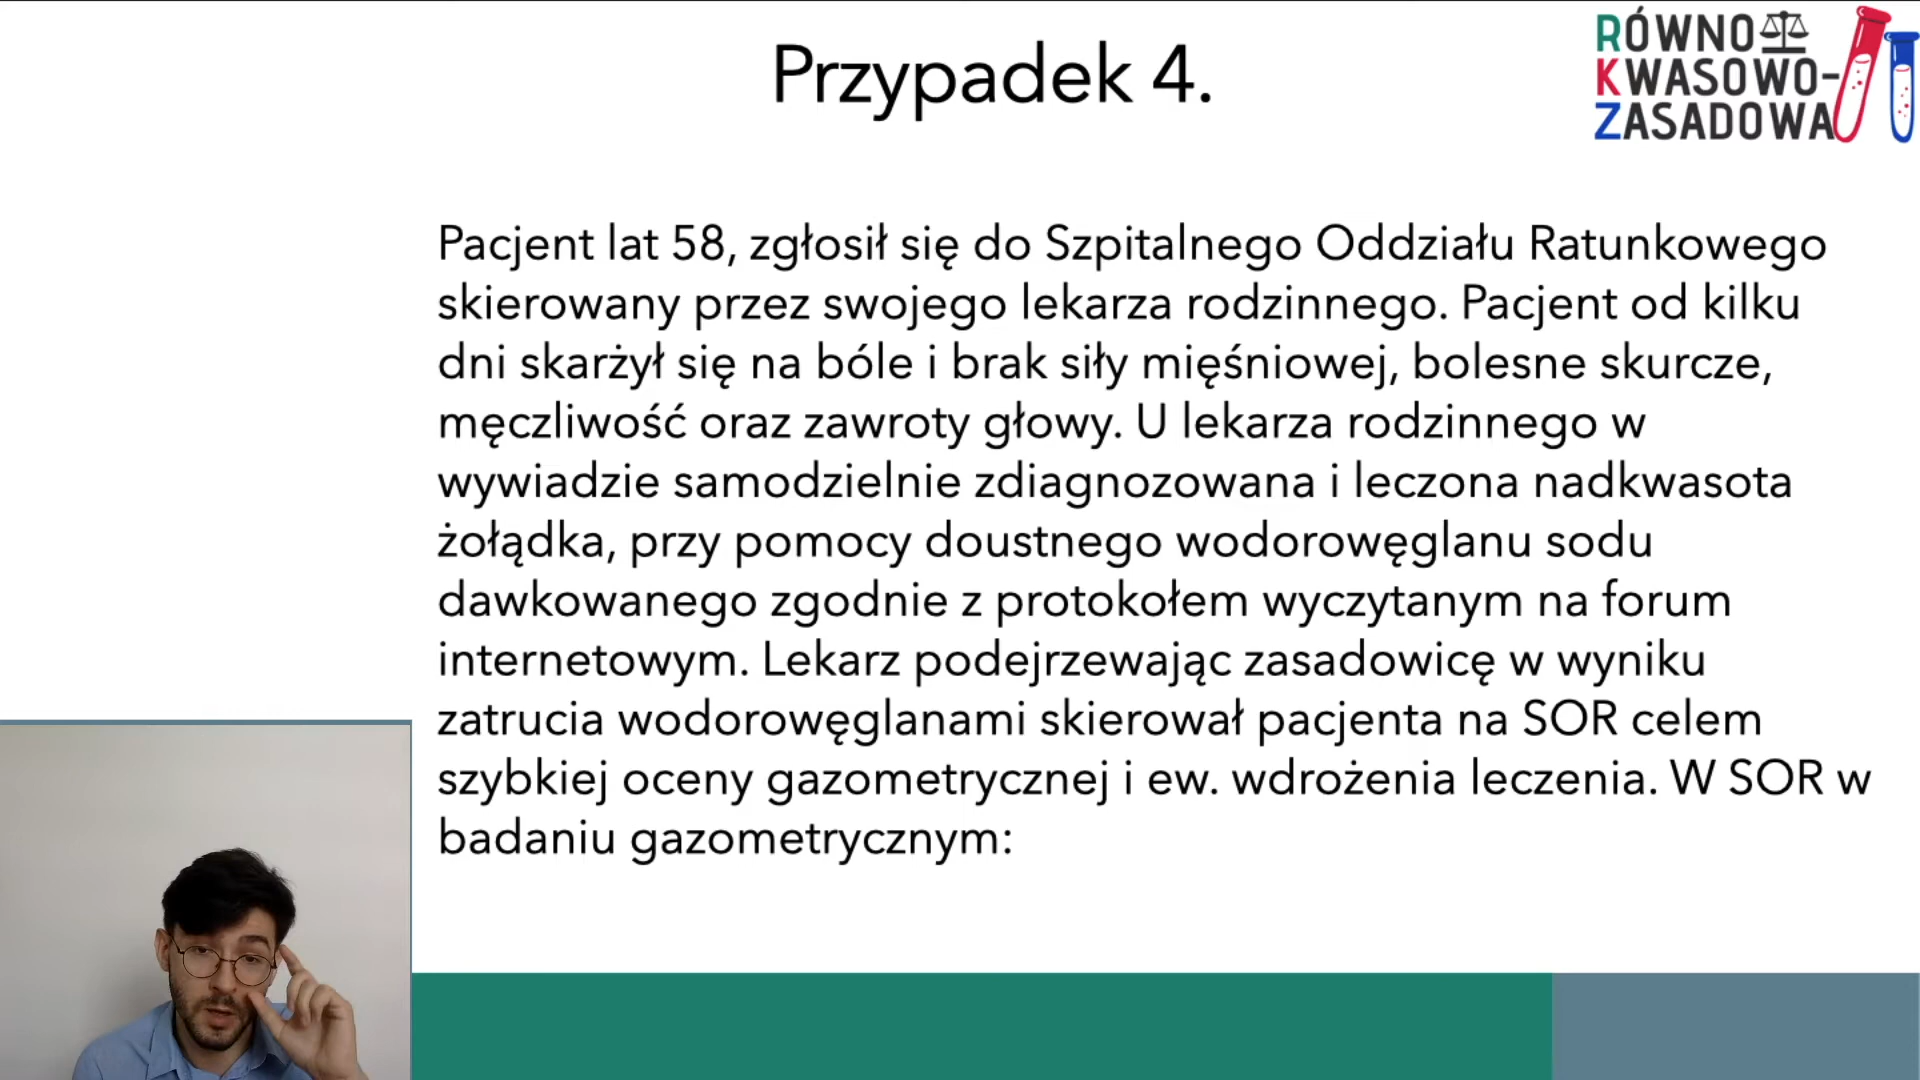 Przypadek 4.
RÓWNO
KWASOWO-
ZASADOWA
Pacjent lat 58, zgłosił się do Szpitalnego Oddziału Ratunkowego
skierowany przez swojego lekarza rodzinnego. Pacjent od kilku
dni skarżył się na bóle i brak siły mięśniowej, bolesne skurcze,
męczliwość oraz zawroty głowy. U lekarza rodzinnego w
wywiadzie samodzielnie zdiagnozowana i leczona nadkwasota
żołądka, przy pomocy doustnego wodorowęglanu sodu
dawkowanego zgodnie z protokołem wyczytanym na forum
internetowym. Lekarz podejrzewając zasadowicę w wyniku
zatrucia wodorowęglanami skierował pacjenta na SOR celem
szybkiej oceny gazometrycznej i ew. wdrożenia leczenia. W SOR w
badaniu gazometrycznym: